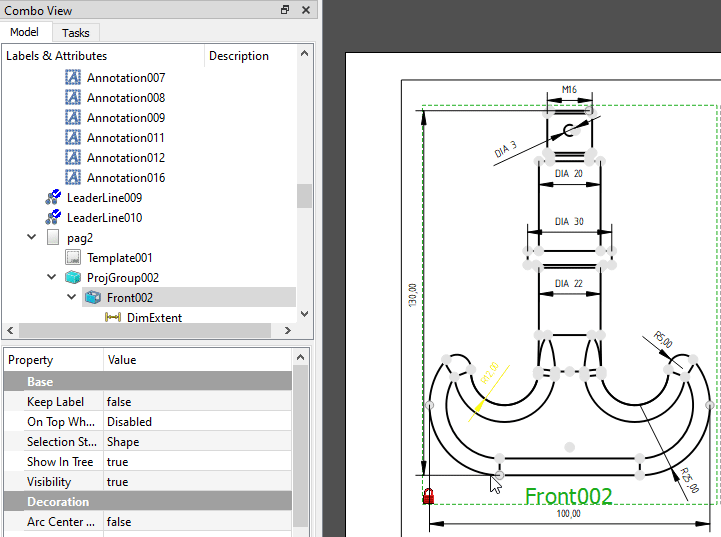 Combo View
Model
Tasks
Labels & Attributes
Description
Annotation007
Annotation008
Annotation009
Annotation011
Annotation012
Annotation016
LeaderLine009
LeaderLine010
pag2
Template001
ProjGroup002
Front002
DimExtent
Property
Value
Base
Keep Label
false
On Top Wh...
Disabled
Selection St...
Shape
Show In Tree
true
Visibility
true
Decoration
Arc Center ...
false
M16
DIA 3
DIA 20
DIA 30
DIA 22
130,00
R5,00
R12,00
R25,00
Front002
100,00